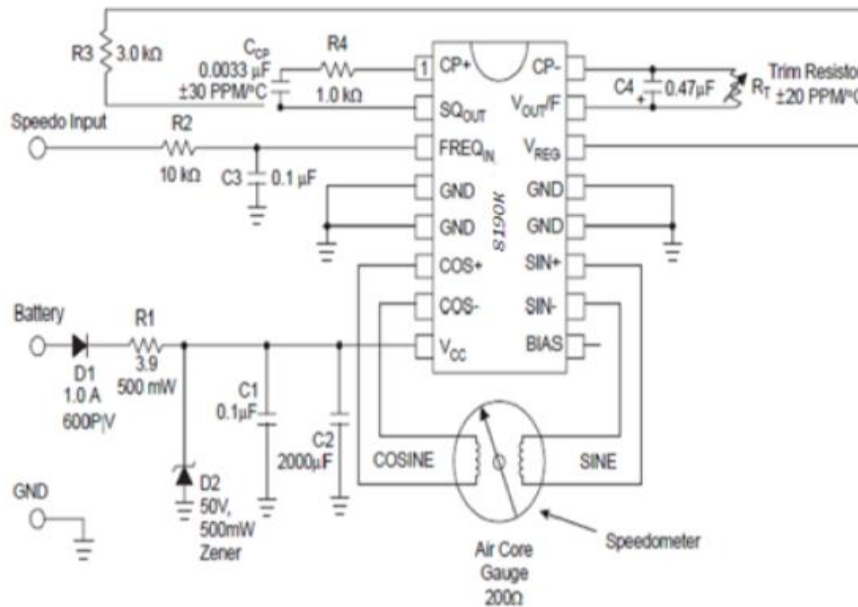 R3
3.0 kΩ
C_CP
0.0033 µF
±30 PPM/°C
R4
1.0 kΩ
1
CP+
CP-
C4
0.47µF
+
Trim Resistor
R_T
±20 PPM/°C
SQ_OUT
V_OUT/F
Speedo Input
R2
10 kΩ
C3
0.1 µF
FREQ_IN
V_REG
GND
GND
GND
GND
8190K
COS+
SIN+
COS-
SIN-
V_CC
BIAS
Battery
D1
1.0 A
600P|V
R1
3.9
500 mW
C1
0.1µF
C2
2000µF
D2
50V,
500mW
Zener
GND
COSINE
SINE
Air Core
Gauge
200Ω
Speedometer